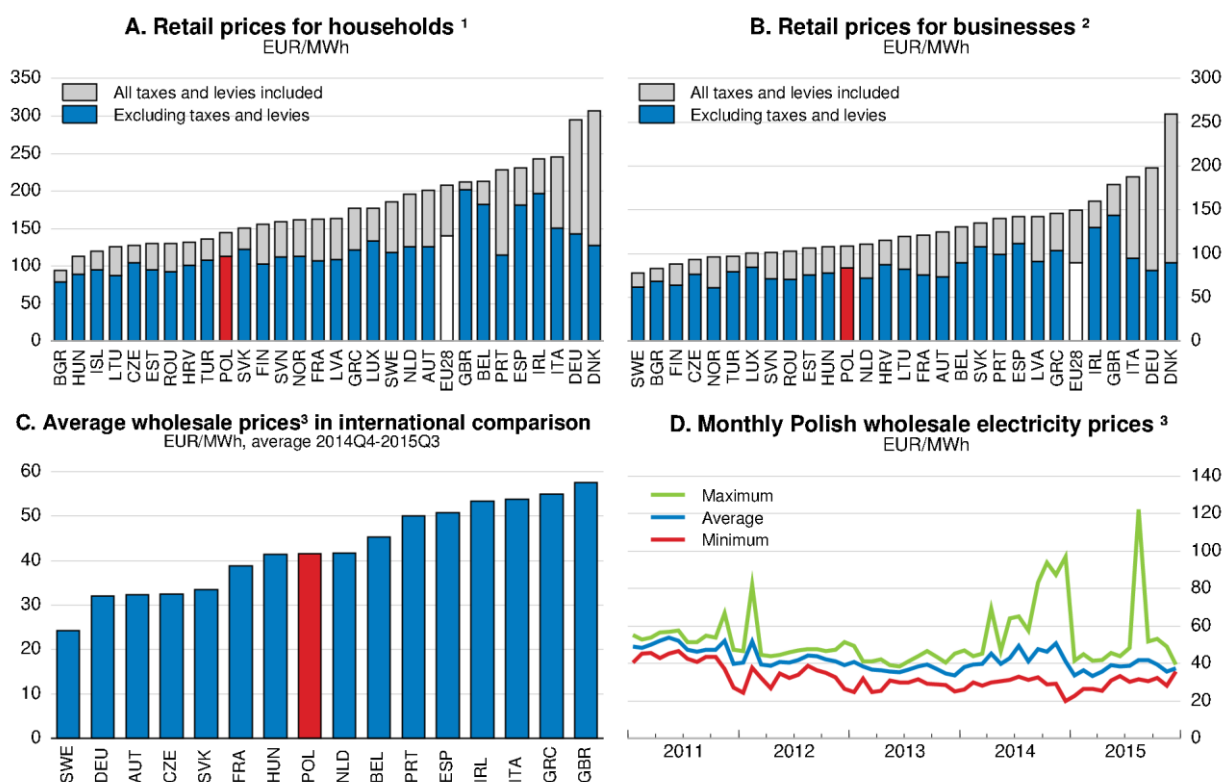 A. Retail prices for households ¹
EUR/MWh
350
300
250
200
150
100
50
0
All taxes and levies included
Excluding taxes and levies
BGR
HUN
ISL
LTU
CZE
EST
ROU
HRV
TUR
POL
SVK
FIN
SVN
NOR
FRA
LVA
GRC
LUX
SWE
NLD
AUT
EU28
GBR
BEL
PRT
ESP
IRL
ITA
DEU
DNK
B. Retail prices for businesses ²
EUR/MWh
All taxes and levies included
Excluding taxes and levies
300
250
200
150
100
50
0
SWE
BGR
FIN
CZE
NOR
TUR
LUX
SVN
ROU
EST
HUN
POL
NLD
HRV
LTU
FRA
AUT
BEL
SVK
PRT
ESP
LVA
GRC
EU28
IRL
GBR
ITA
DEU
DNK
C. Average wholesale prices³ in international comparison
EUR/MWh, average 2014Q4-2015Q3
60
50
40
30
20
10
0
SWE
DEU
AUT
CZE
SVK
FRA
HUN
POL
NLD
BEL
PRT
ESP
IRL
ITA
GRC
GBR
D. Monthly Polish wholesale electricity prices ³
EUR/MWh
Maximum
Average
Minimum
140
120
100
80
60
40
20
0
2011 2012 2013 2014 2015